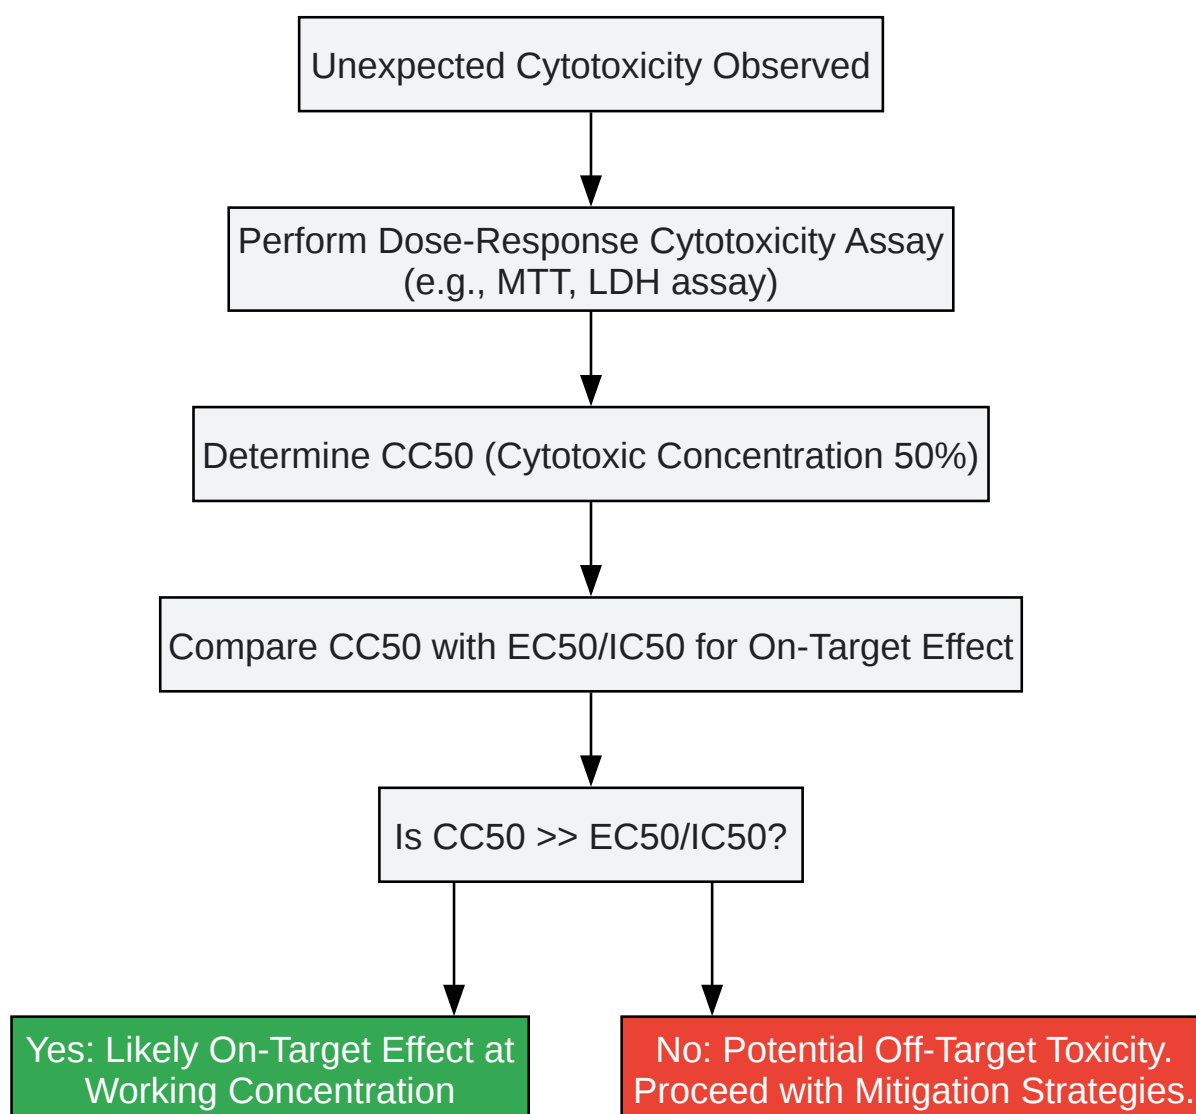 Unexpected Cytotoxicity Observed
Perform Dose-Response Cytotoxicity Assay
(e.g., MTT, LDH assay)
Determine CC50 (Cytotoxic Concentration 50%)
Compare CC50 with EC50/IC50 for On-Target Effect
Is CC50 >> EC50/IC50?
Yes: Likely On-Target Effect at
Working Concentration
No: Potential Off-Target Toxicity.
Proceed with Mitigation Strategies.